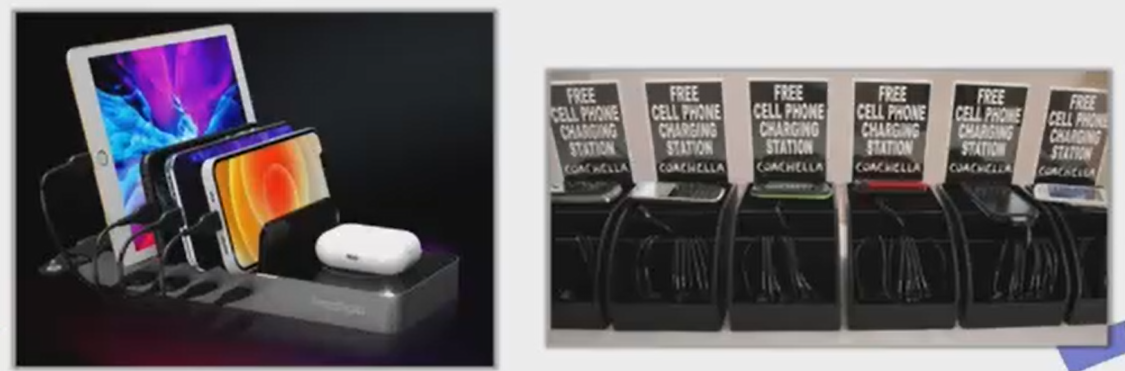 FREE
CELL PHONE
CHARGING
STATION
COACHELLA
FREE
CELL PHONE
CHARGING
STATION
COACHELLA
FREE
CELL PHONE
CHARGING
STATION
COACHELLA
FREE
CELL PHONE
CHARGING
STATION
COACHELLA
FREE
CELL PHONE
CHARGING
STATION
COACHELLA
FREE
CELL PHONE
CHARGING
STATION
COACHELLA